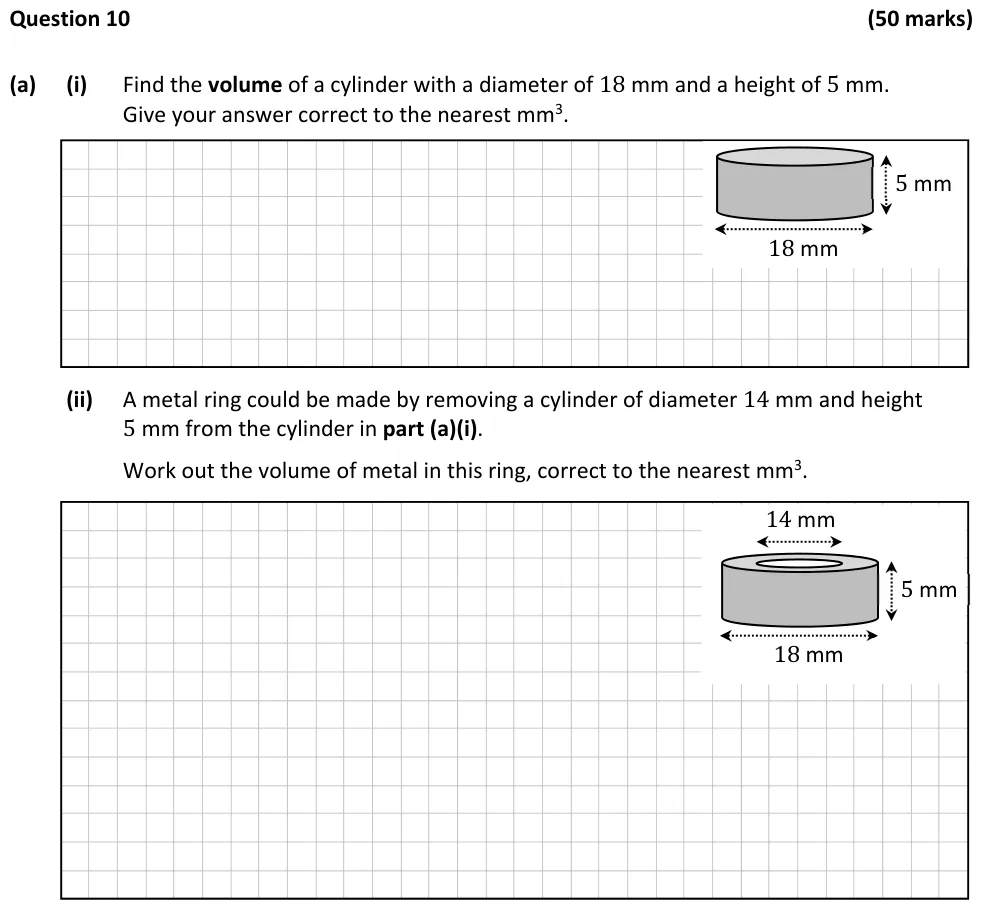 Question 10 (50 marks)
(a) (i) Find the volume of a cylinder with a diameter of 18 mm and a height of 5 mm.
Give your answer correct to the nearest mm³.
5 mm
18 mm
(ii) A metal ring could be made by removing a cylinder of diameter 14 mm and height
5 mm from the cylinder in part (a)(i).
Work out the volume of metal in this ring, correct to the nearest mm³.
14 mm
5 mm
18 mm